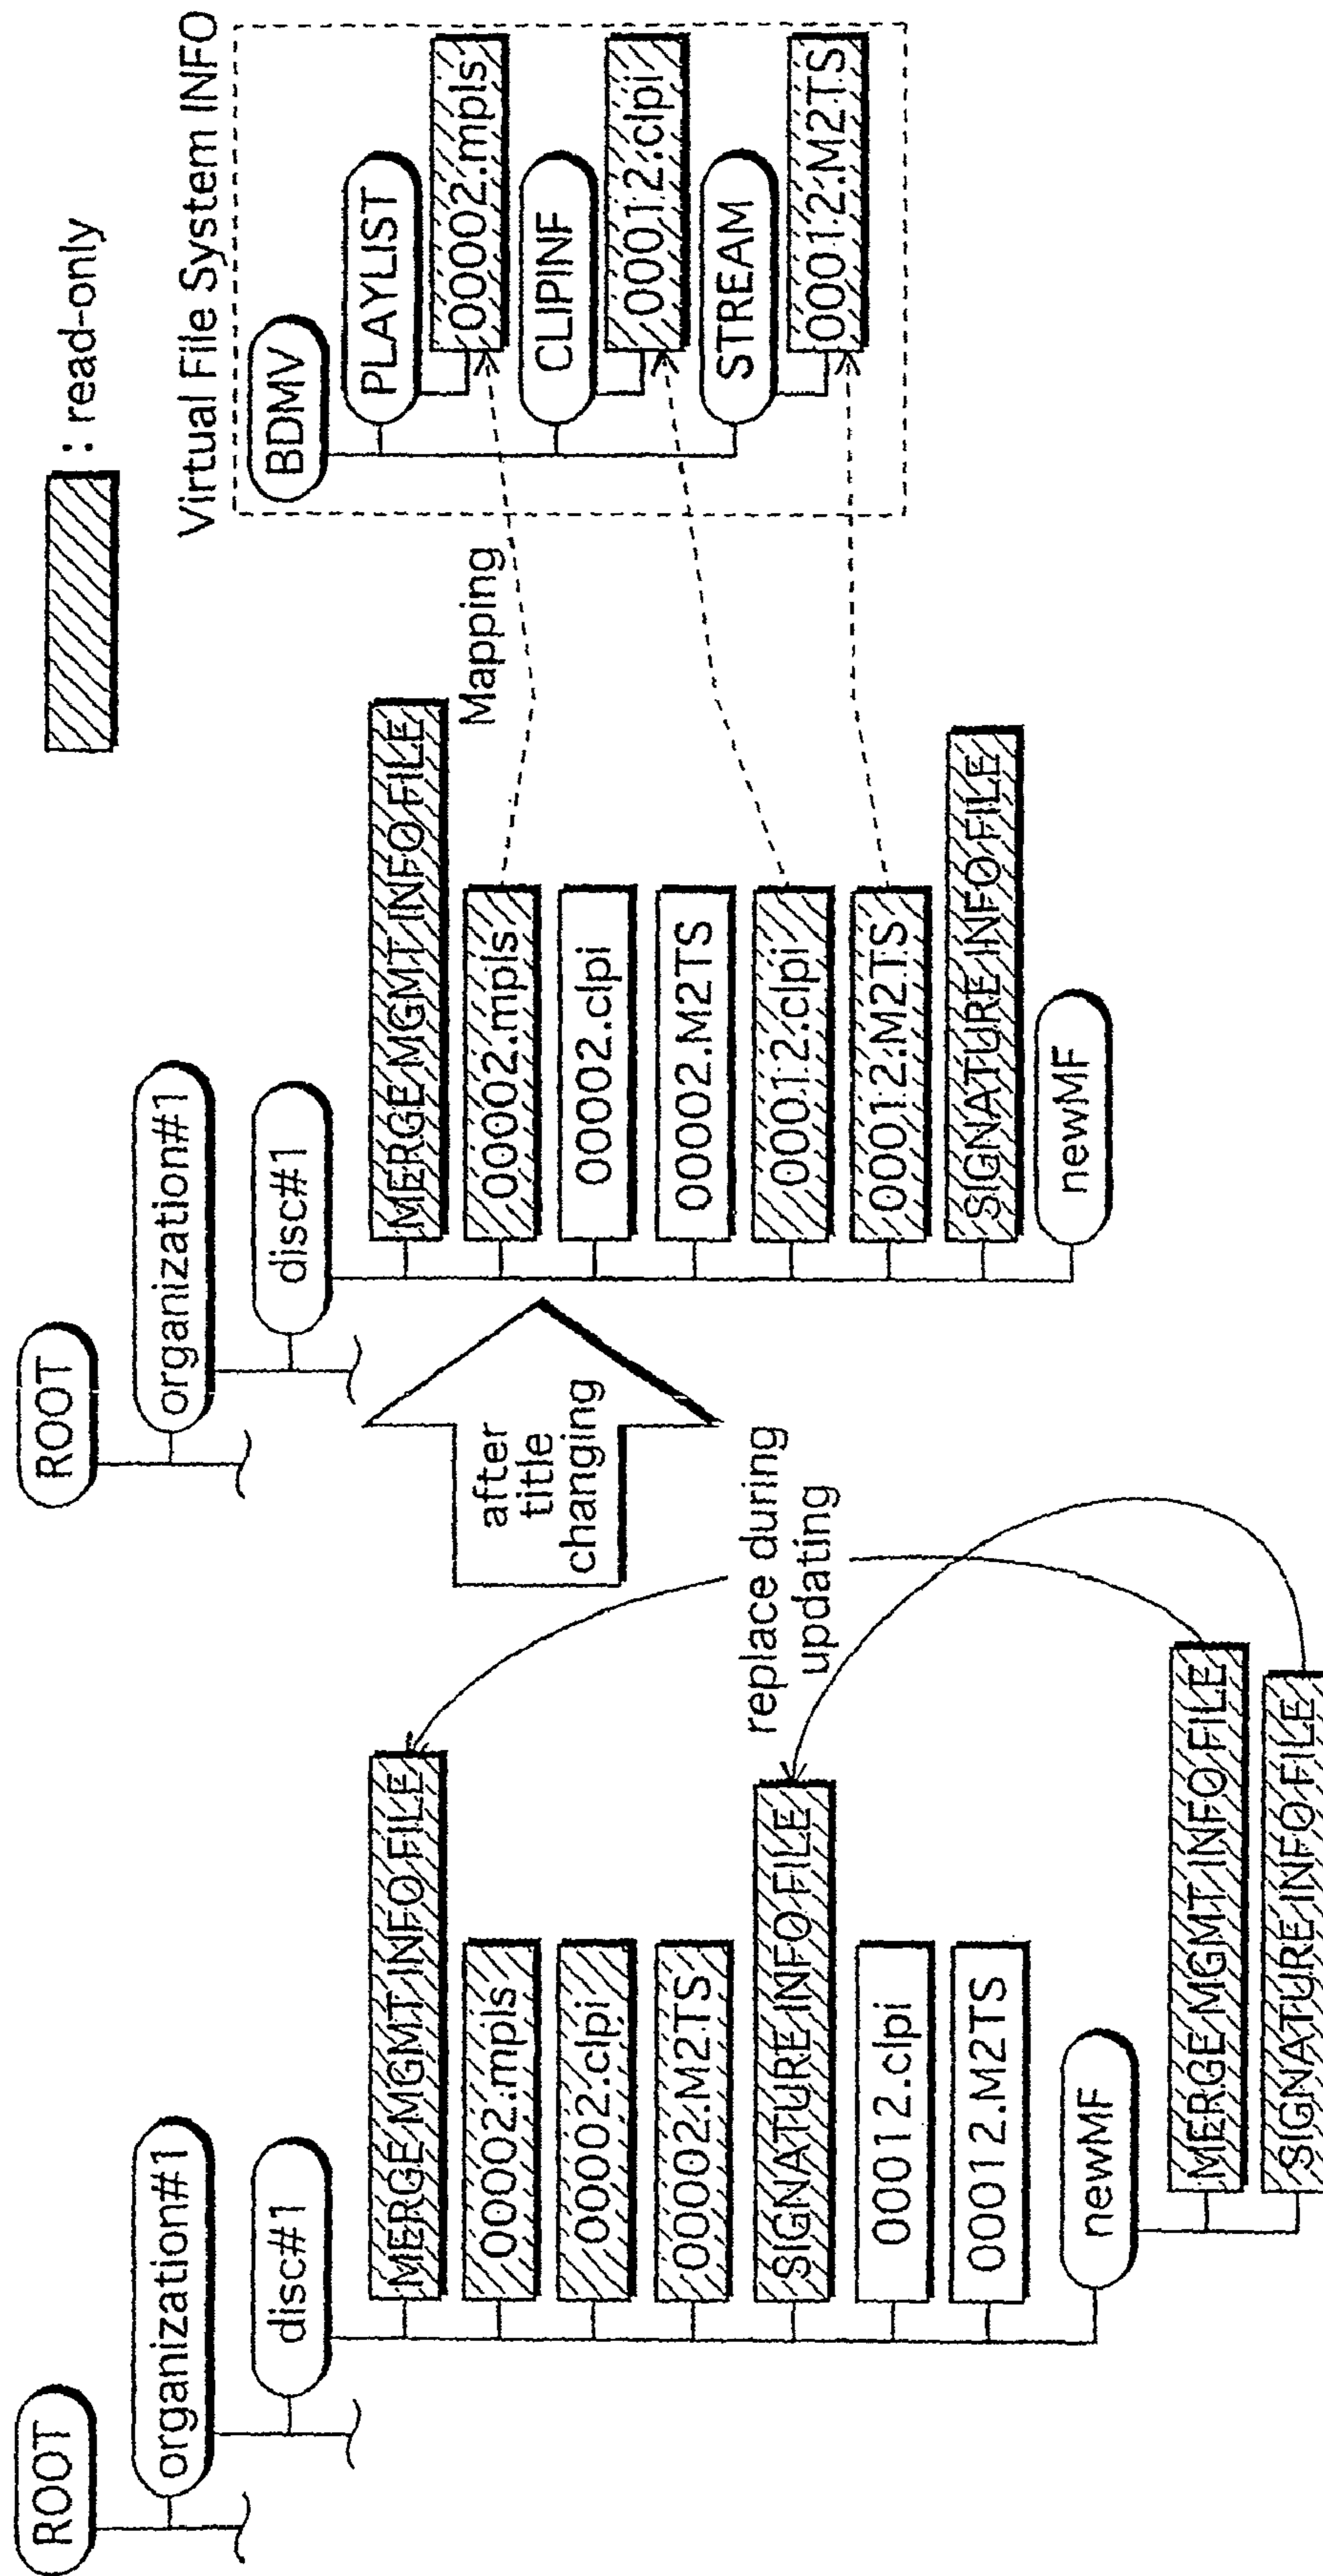 : read-only
ROOT
organization#1
disc#1
MERGE MGMT INFO FILE
00002.mpls
00002.clpi
00002.M2TS
SIGNATURE INFO FILE
00012.clpi
00012.M2TS
newMF
MERGE MGMT INFO FILE
SIGNATURE INFO FILE
replace during
updating
after
title
changing
ROOT
organization#1
disc#1
MERGE MGMT INFO FILE
00002.mpls
00002.clpi
00002.M2TS
00012.clpi
00012.M2TS
SIGNATURE INFO FILE
newMF
Mapping
Virtual File System INFO
BDMV
PLAYLIST
00002.mpls
CLIPINF
00012.clpi
STREAM
00012.M2TS